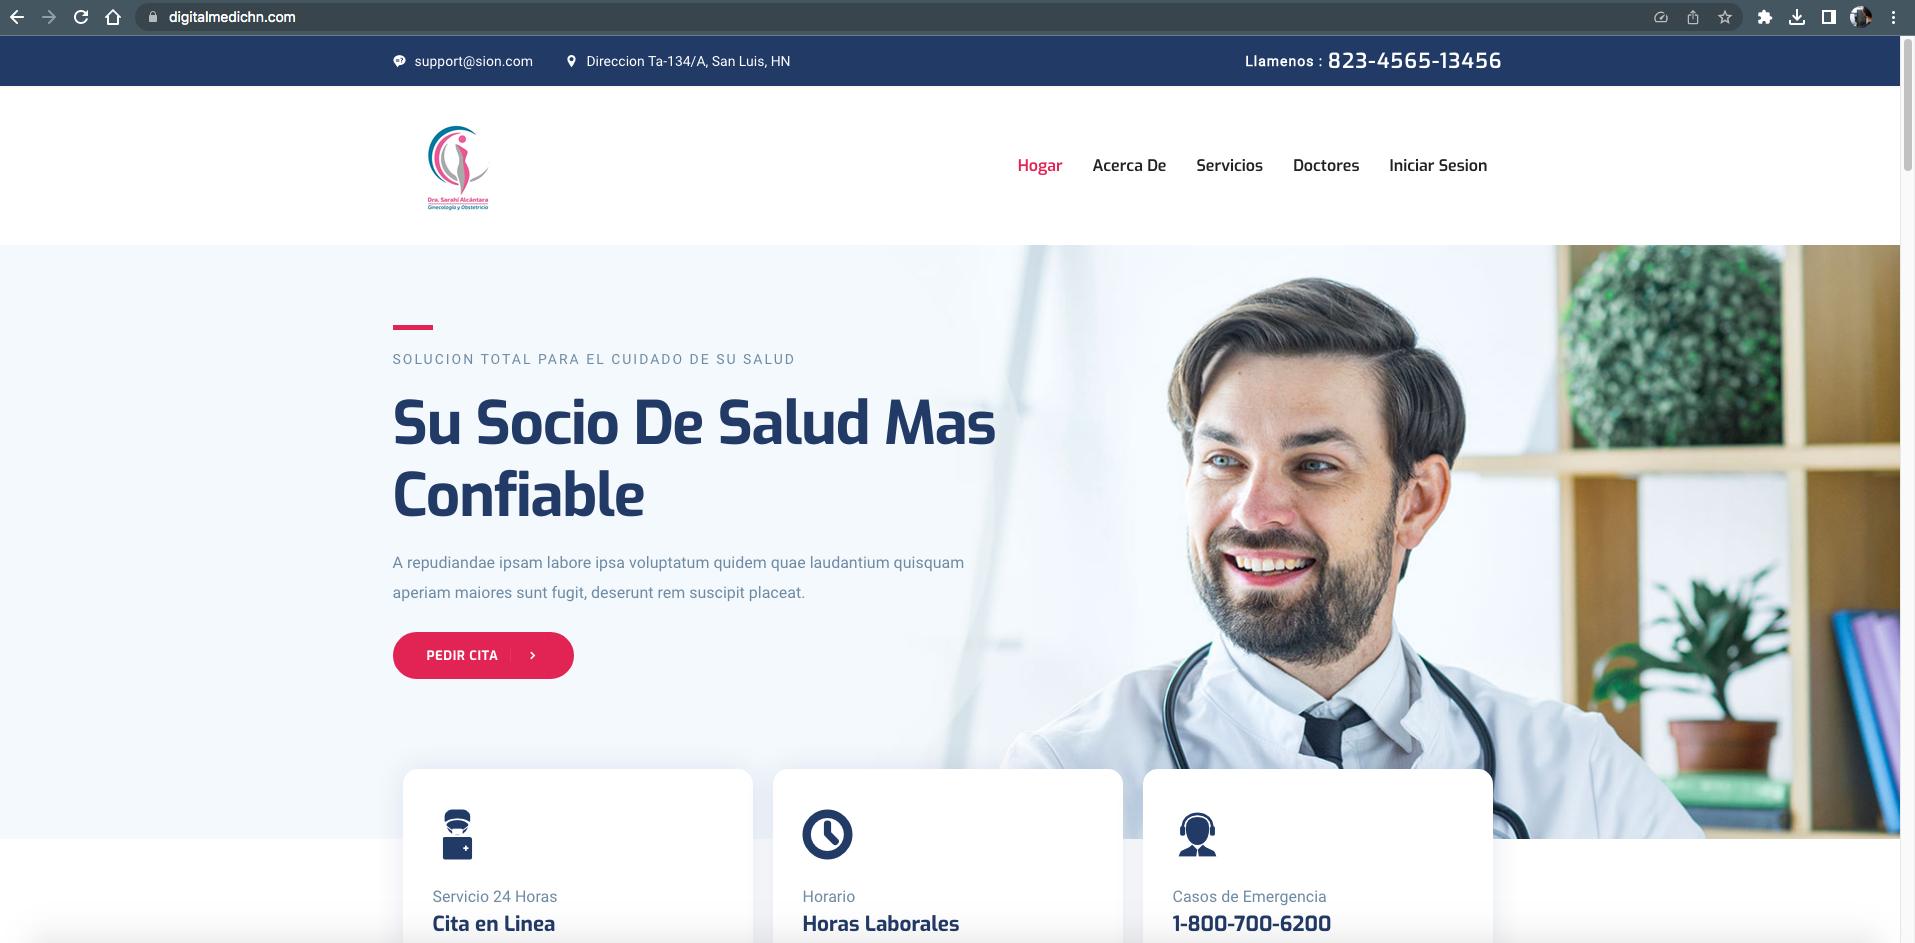 digitalmedichn.com
support@sion.com
Direccion Ta-134/A, San Luis, HN
Llamenos : 823-4565-13456
Dra. Sarahí Alcántara
Ginecología y Obstetricia
Hogar
Acerca De
Servicios
Doctores
Iniciar Sesion
SOLUCION TOTAL PARA EL CUIDADO DE SU SALUD
Su Socio De Salud Mas
Confiable
A repudiandae ipsam labore ipsa voluptatum quidem quae laudantium quisquam
aperiam maiores sunt fugit, deserunt rem suscipit placeat.
PEDIR CITA
Servicio 24 Horas
Cita en Linea
Horario
Horas Laborales
Casos de Emergencia
1-800-700-6200